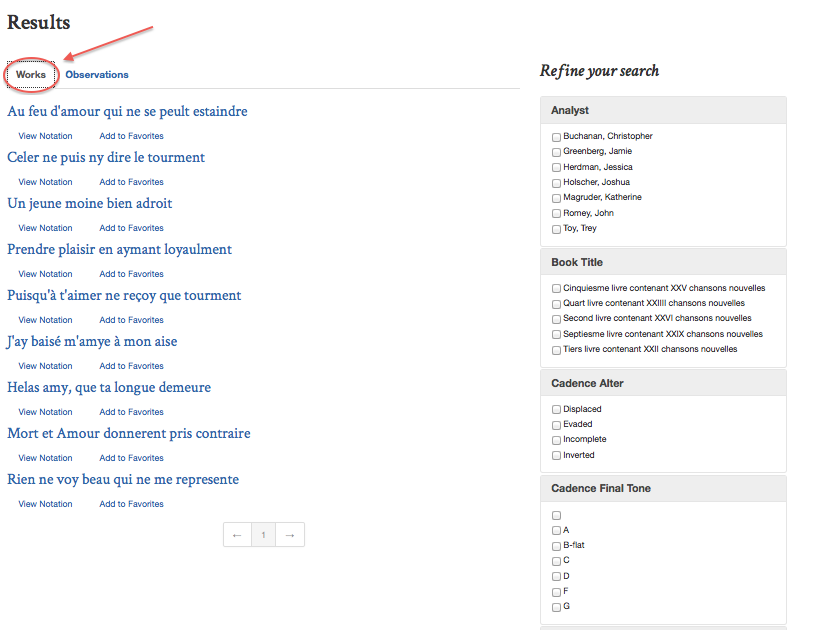 Results
Works Observations
Au feu d'amour qui ne se peult estaindre
View Notation Add to Favorites
Celer ne puis ny dire le tourment
View Notation Add to Favorites
Un jeune moine bien adroit
View Notation Add to Favorites
Prendre plaisir en aymant loyaulment
View Notation Add to Favorites
Puisqu'à t'aimer ne reçoy que tourment
View Notation Add to Favorites
J'ay baisé m'amye à mon aise
View Notation Add to Favorites
Helas amy, que ta longue demeure
View Notation Add to Favorites
Mort et Amour donnerent pris contraire
View Notation Add to Favorites
Rien ne voy beau qui ne me represente
View Notation Add to Favorites
← 1 →
Refine your search
Analyst
Buchanan, Christopher
Greenberg, Jamie
Herdman, Jessica
Holscher, Joshua
Magruder, Katherine
Romey, John
Toy, Trey
Book Title
Cinquiesme livre contenant XXV chansons nouvelles
Quart livre contenant XXIIII chansons nouvelles
Second livre contenant XXVI chansons nouvelles
Septiesme livre contenant XXIX chansons nouvelles
Tiers livre contenant XXII chansons nouvelles
Cadence Alter
Displaced
Evaded
Incomplete
Inverted
Cadence Final Tone
A
B-flat
C
D
F
G